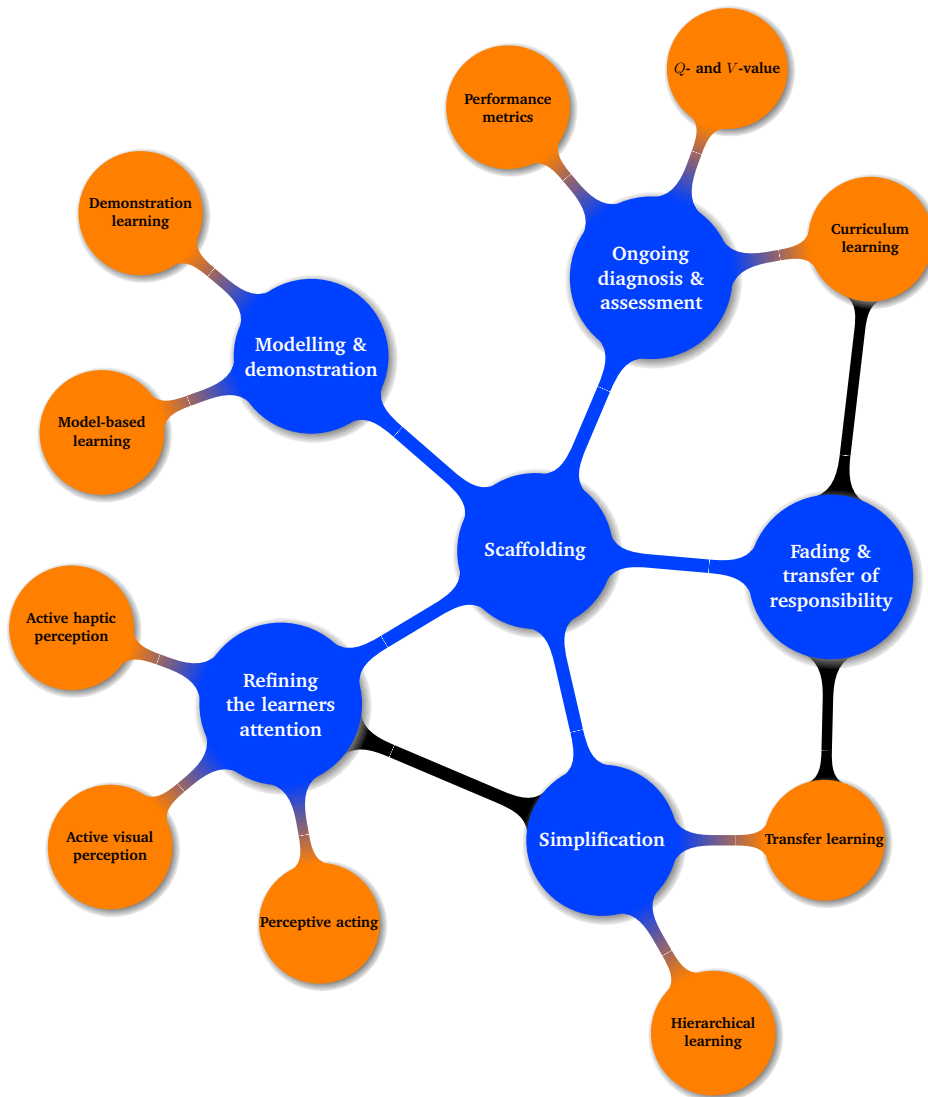 Q- and V-value
Performance
metrics
Demonstration
learning
Curriculum
learning
Ongoing
diagnosis &
assessment
Modelling &
demonstration
Model-based
learning
Scaffolding
Fading &
transfer of
responsibility
Active haptic
perception
Refining
the learners
attention
Active visual
perception
Simplification
Transfer learning
Perceptive acting
Hierarchical
learning